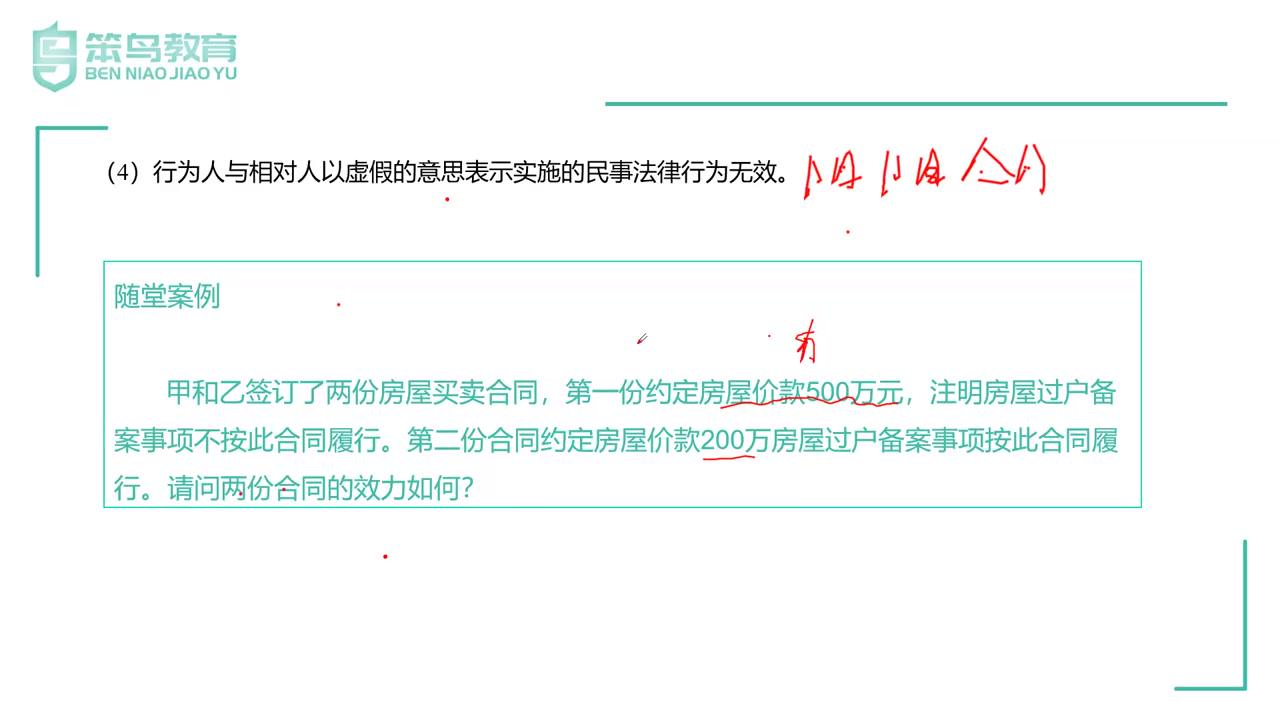 笨鸟教育
BEN NIAO JIAO YU
（4）行为人与相对人以虚假的意思表示实施的民事法律行为无效。 阴阳合同
随堂案例
有
甲和乙签订了两份房屋买卖合同，第一份约定房屋价款500万元，注明房屋过户备
案事项不按此合同履行。第二份合同约定房屋价款200万房屋过户备案事项按此合同履
行。请问两份合同的效力如何？